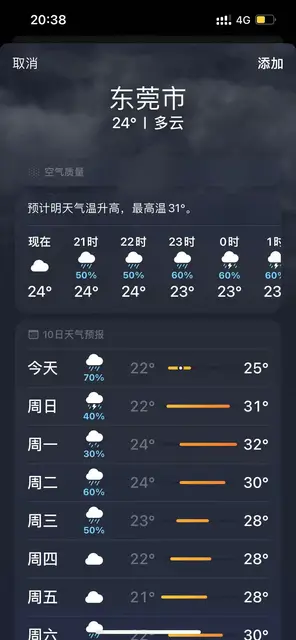 20:38
4G
取消
添加
东莞市
24° | 多云
空气质量
预计明天气温升高，最高温31°。
现在 21时 22时 23时 0时 1时
50% 50% 60% 60% 60%
24° 24° 24° 23° 23° 23
10日天气预报
今天 70% 22° 25°
周日 40% 22° 31°
周一 30% 24° 32°
周二 60% 24° 30°
周三 50% 23° 28°
周四 22° 28°
周五 21° 28°
周六 22° 30°